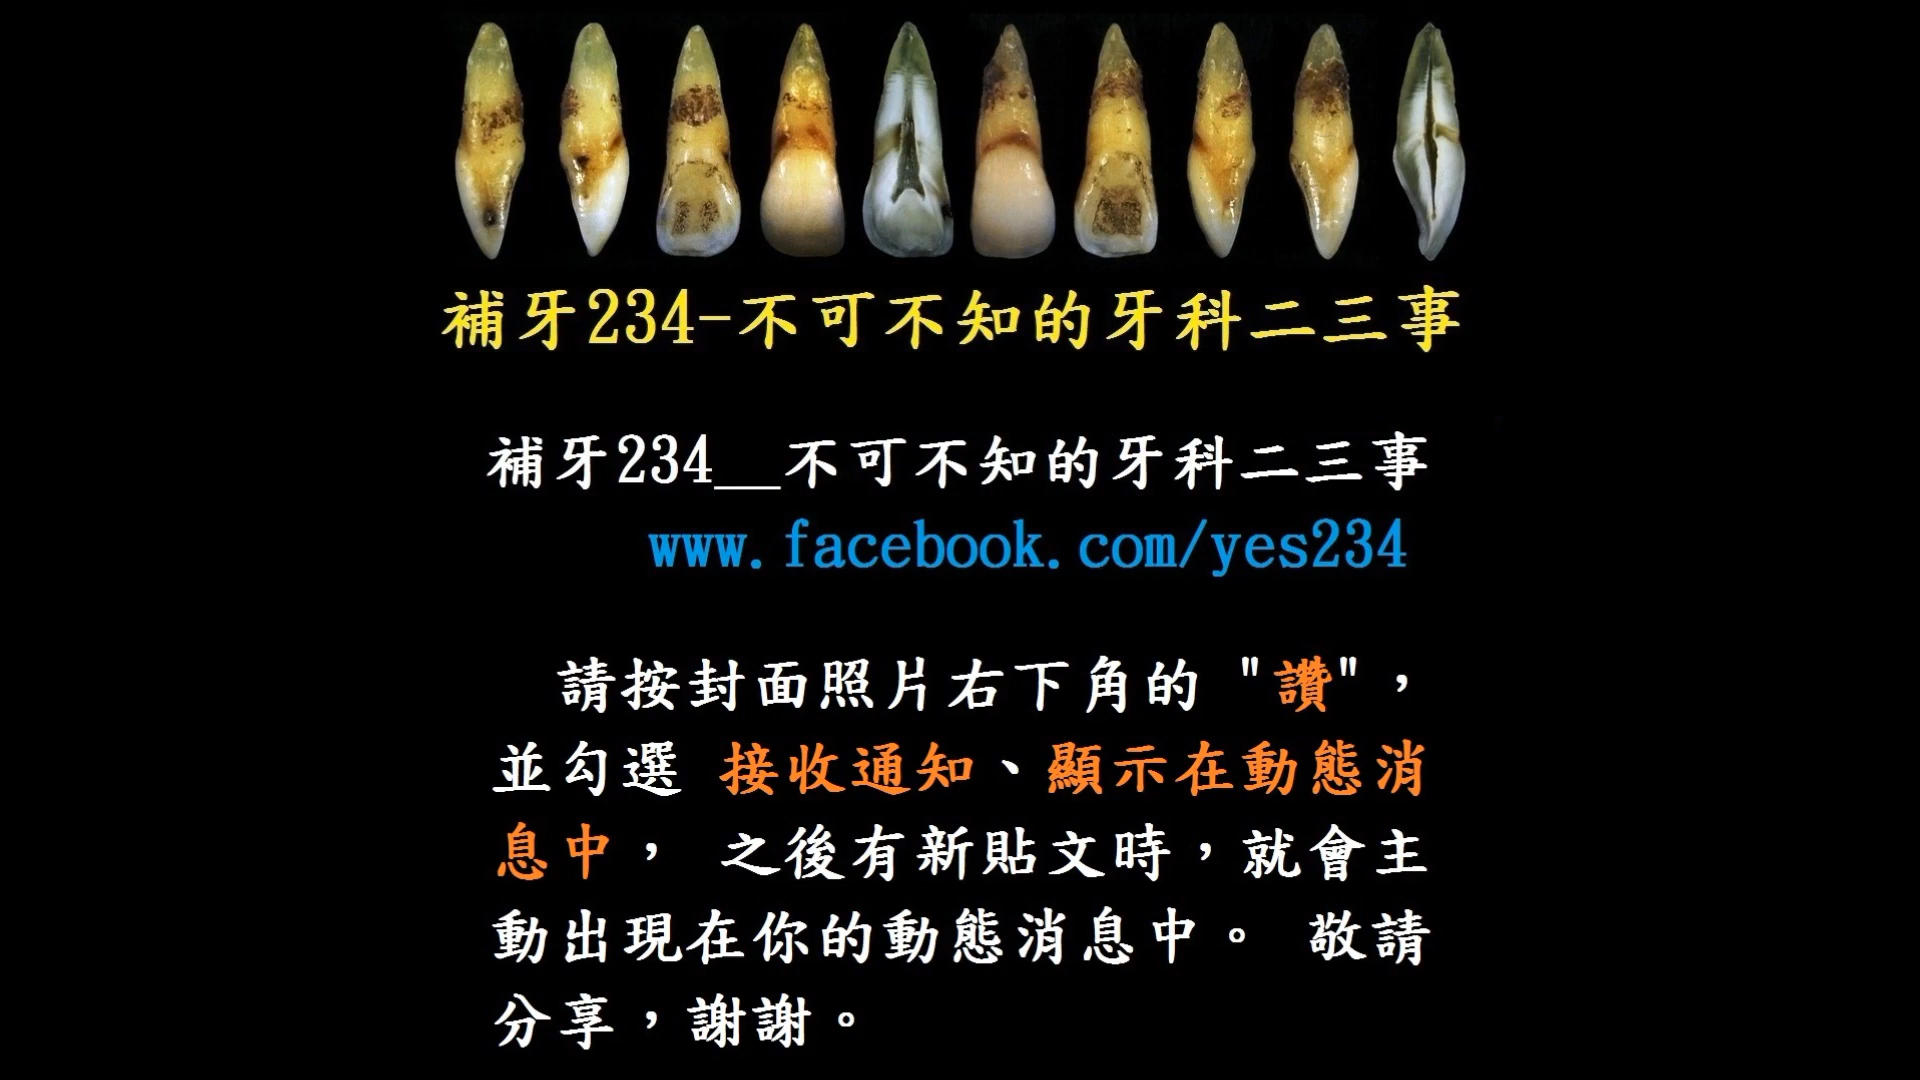 補牙234-不可不知的牙科二三事
補牙234__不可不知的牙科二三事
www.facebook.com/yes234
請按封面照片右下角的 "讚"，
並勾選 接收通知、顯示在動態消
息中， 之後有新貼文時，就會主
動出現在你的動態消息中。 敬請
分享，謝謝。